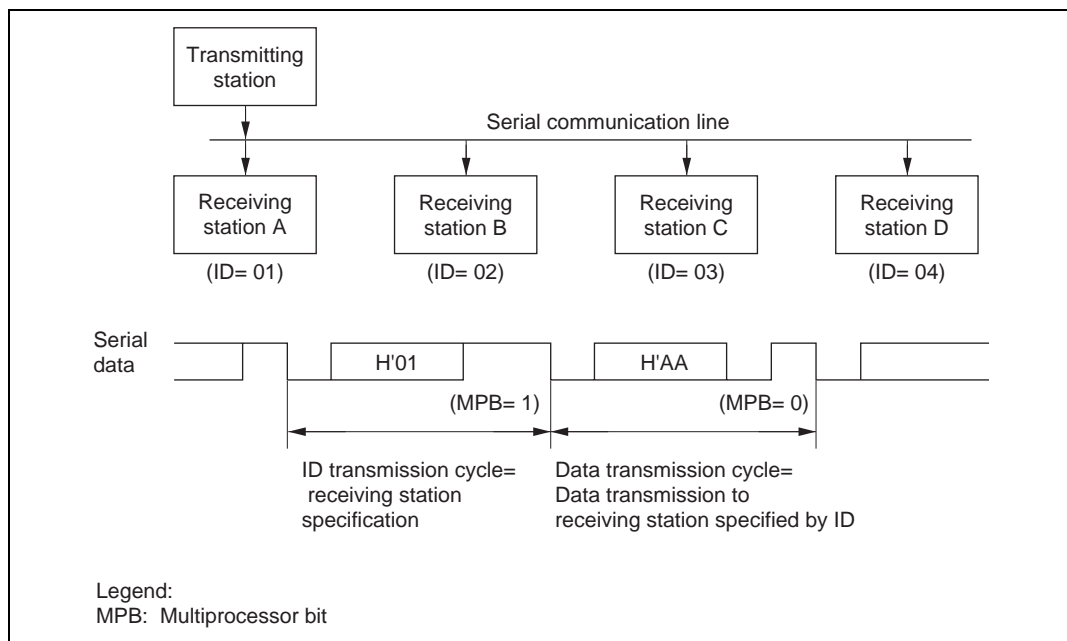 Transmitting
station
Serial communication line
Receiving
station A
Receiving
station B
Receiving
station C
Receiving
station D
(ID= 01)
(ID= 02)
(ID= 03)
(ID= 04)
Serial
data
H'01
H'AA
(MPB= 1)
(MPB= 0)
ID transmission cycle=
receiving station
specification
Data transmission cycle=
Data transmission to
receiving station specified by ID
Legend:
MPB: Multiprocessor bit